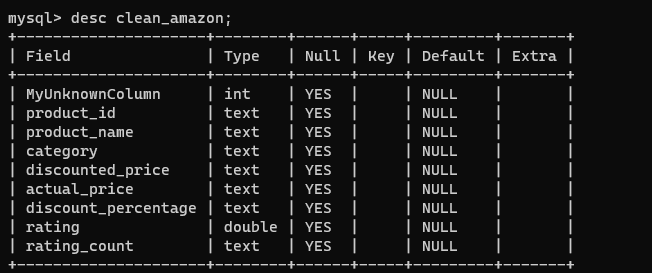 mysql> desc clean_amazon;
+---------------------+--------+------+-----+---------+-------+
| Field               | Type   | Null | Key | Default | Extra |
+---------------------+--------+------+-----+---------+-------+
| MyUnknownColumn     | int    | YES  |     | NULL    |       |
| product_id          | text   | YES  |     | NULL    |       |
| product_name        | text   | YES  |     | NULL    |       |
| category            | text   | YES  |     | NULL    |       |
| discounted_price    | text   | YES  |     | NULL    |       |
| actual_price        | text   | YES  |     | NULL    |       |
| discount_percentage | text   | YES  |     | NULL    |       |
| rating              | double | YES  |     | NULL    |       |
| rating_count        | text   | YES  |     | NULL    |       |
+---------------------+--------+------+-----+---------+-------+